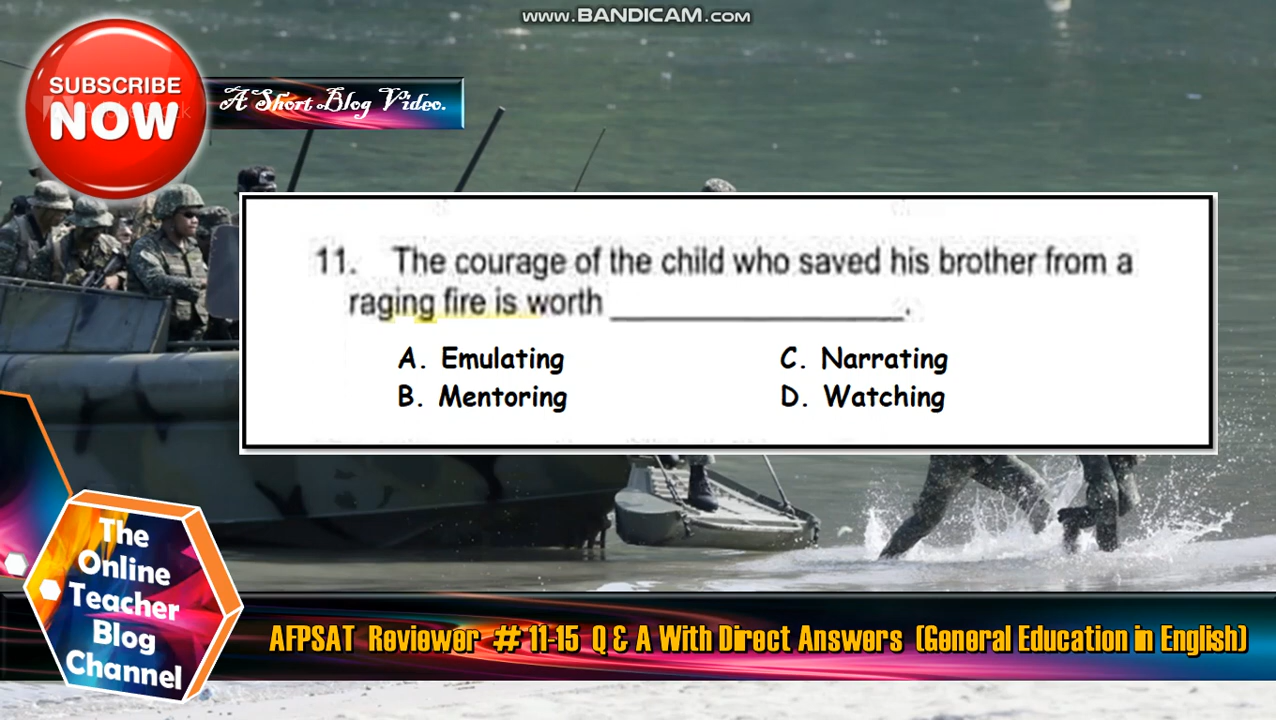 WWW.BANDICAM.COM
SUBSCRIBE
NOW
A Short Blog Video.
11. The courage of the child who saved his brother from a
raging fire is worth ____________________.
A. Emulating
C. Narrating
B. Mentoring
D. Watching
The
Online
Teacher
Blog
Channel
AFPSAT Reviewer # 11-15 Q & A With Direct Answers (General Education in English)